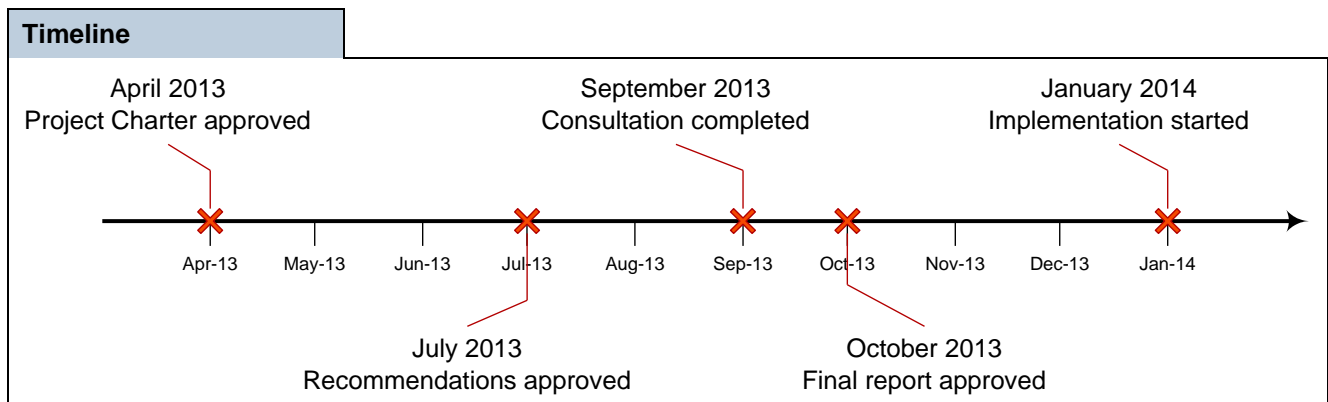 Timeline
April 2013
Project Charter approved
September 2013
Consultation completed
January 2014
Implementation started
Apr-13
May-13
Jun-13
Jul-13
Aug-13
Sep-13
Oct-13
Nov-13
Dec-13
Jan-14
July 2013
Recommendations approved
October 2013
Final report approved